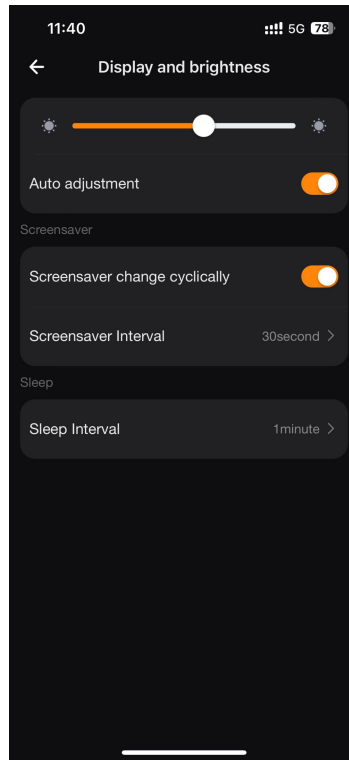 11:40
5G 78
Display and brightness
Auto adjustment
Screensaver
Screensaver change cyclically
Screensaver Interval 30second
Sleep
Sleep Interval 1minute